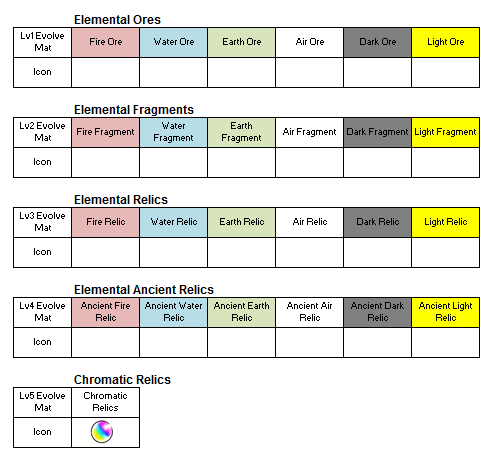 Elemental Ores
Lv1 Evolve Mat Fire Ore Water Ore Earth Ore Air Ore Dark Ore Light Ore
Icon
Elemental Fragments
Lv2 Evolve Mat Fire Fragment Water Fragment Earth Fragment Air Fragment Dark Fragment Light Fragment
Icon
Elemental Relics
Lv3 Evolve Mat Fire Relic Water Relic Earth Relic Air Relic Dark Relic Light Relic
Icon
Elemental Ancient Relics
Lv4 Evolve Mat Ancient Fire Relic Ancient Water Relic Ancient Earth Relic Ancient Air Relic Ancient Dark Relic Ancient Light Relic
Icon
Chromatic Relics
Lv5 Evolve Mat Chromatic Relics
Icon